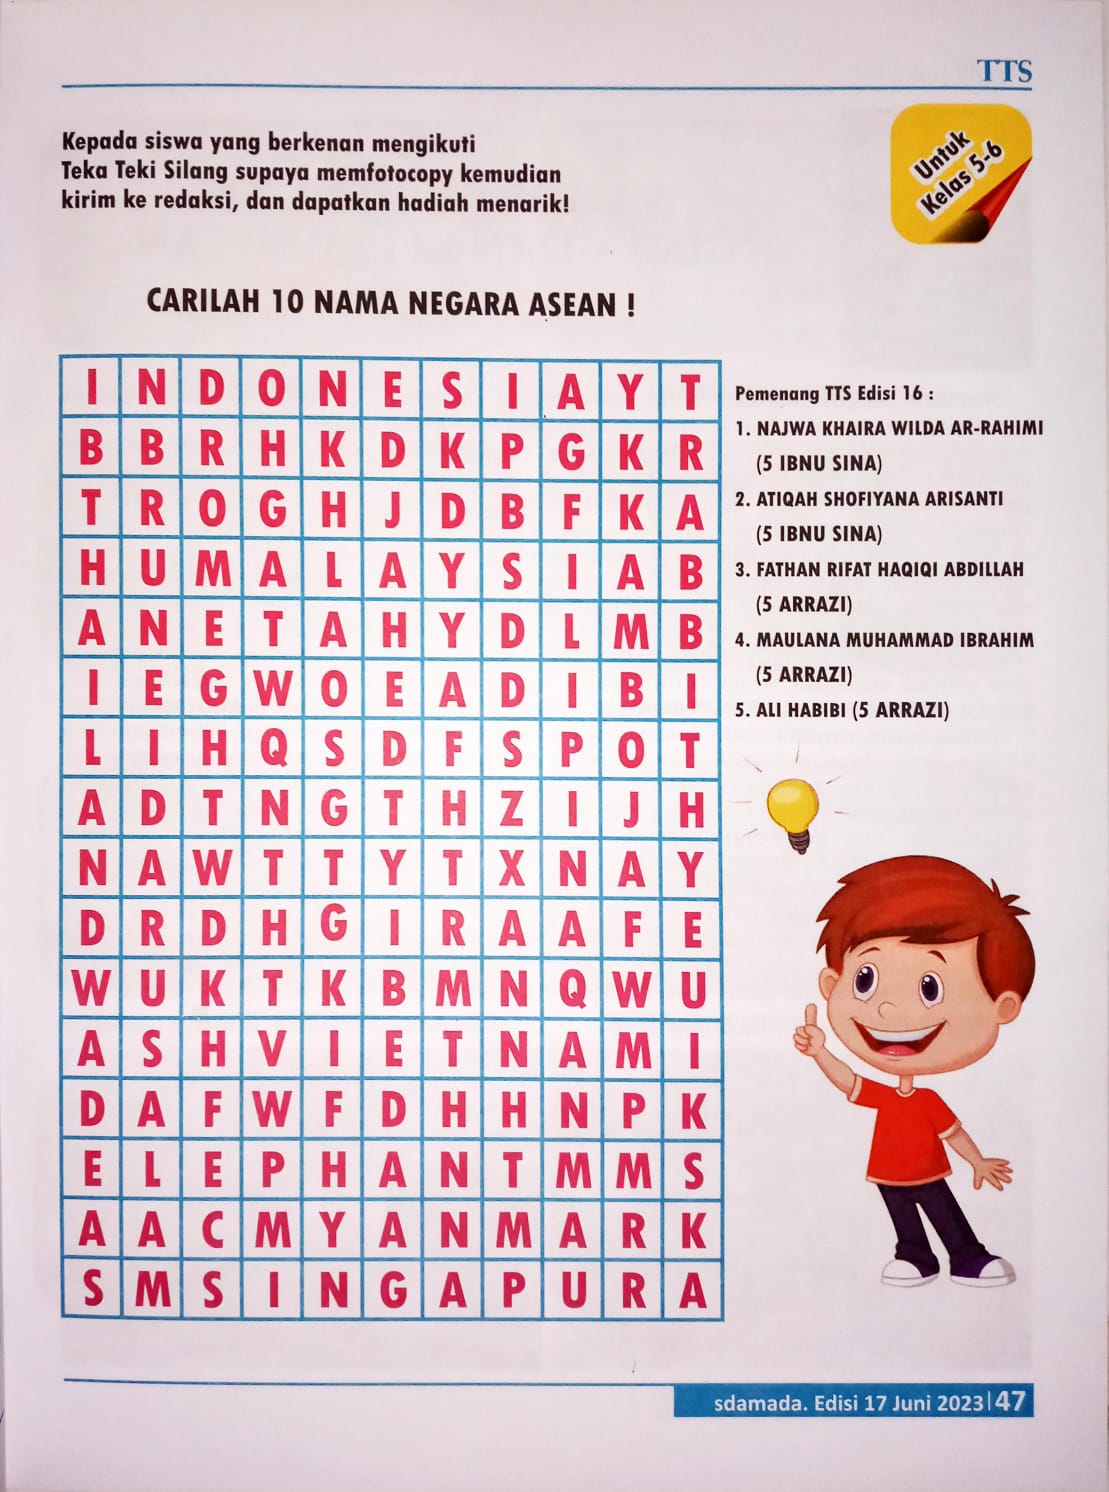 TTS
Kepada siswa yang berkenan mengikuti
Teka Teki Silang supaya memfotocopy kemudian
kirim ke redaksi, dan dapatkan hadiah menarik!
Untuk
Kelas 5-6
CARILAH 10 NAMA NEGARA ASEAN !
I N D O N E S I A Y T
B B R H K D K P G K R
T R O G H J D B F K A
H U M A L A Y S I A B
A N E T A H Y D L M B
I E G W O E A D I B I
L I H Q S D F S P O T
A D T N G T H Z I J H
N A W T T Y T X N A Y
D R D H G I R A A F E
W U K T K B M N Q W U
A S H V I E T N A M I
D A F W F D H H N P K
E L E P H A N T M M S
A A C M Y A N M A R K
S M S I N G A P U R A
Pemenang TTS Edisi 16 :
1. NAJWA KHAIRA WILDA AR-RAHIMI
(5 IBNU SINA)
2. ATIQAH SHOFIYANA ARISANTI
(5 IBNU SINA)
3. FATHAN RIFAT HAQIQI ABDILLAH
(5 ARRAZI)
4. MAULANA MUHAMMAD IBRAHIM
(5 ARRAZI)
5. ALI HABIBI (5 ARRAZI)
sdamada. Edisi 17 Juni 2023|47